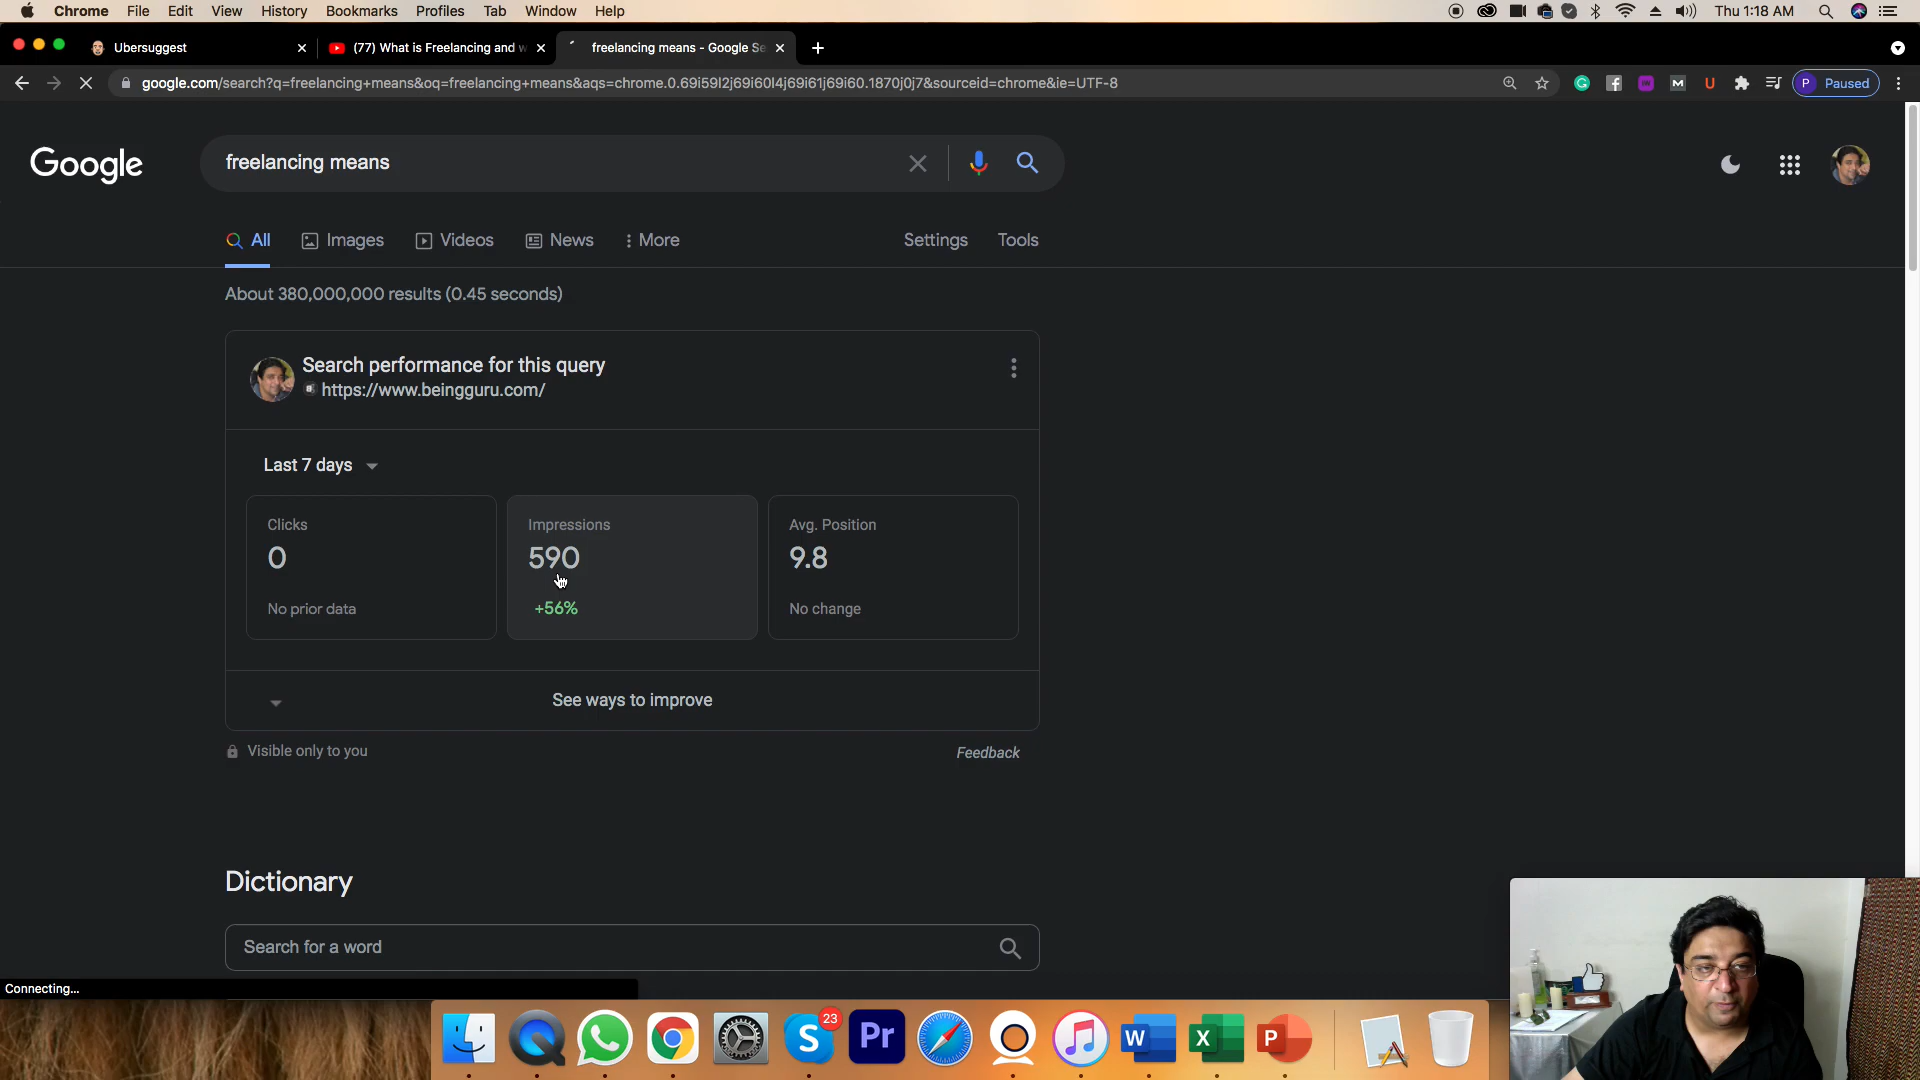 Chrome File Edit View History Bookmarks Profiles Tab Window Help
Thu 1:18 AM
Ubersuggest
(77) What is Freelancing and w
freelancing means - Google Se
google.com/search?q=freelancing+means&oq=freelancing+means&aqs=chrome.0.69i59l2j69i60l4j69i61j69i60.1870j0j7&sourceid=chrome&ie=UTF-8
M
U
P
Paused
Google
freelancing means
All Images Videos News More Settings Tools
About 380,000,000 results (0.45 seconds)
Search performance for this query
https://www.beingguru.com/
Last 7 days
Clicks
0
No prior data
Impressions
590
+56%
Avg. Position
9.8
No change
See ways to improve
Visible only to you
Feedback
Dictionary
Search for a word
Connecting...
23
Pr
W
X
P